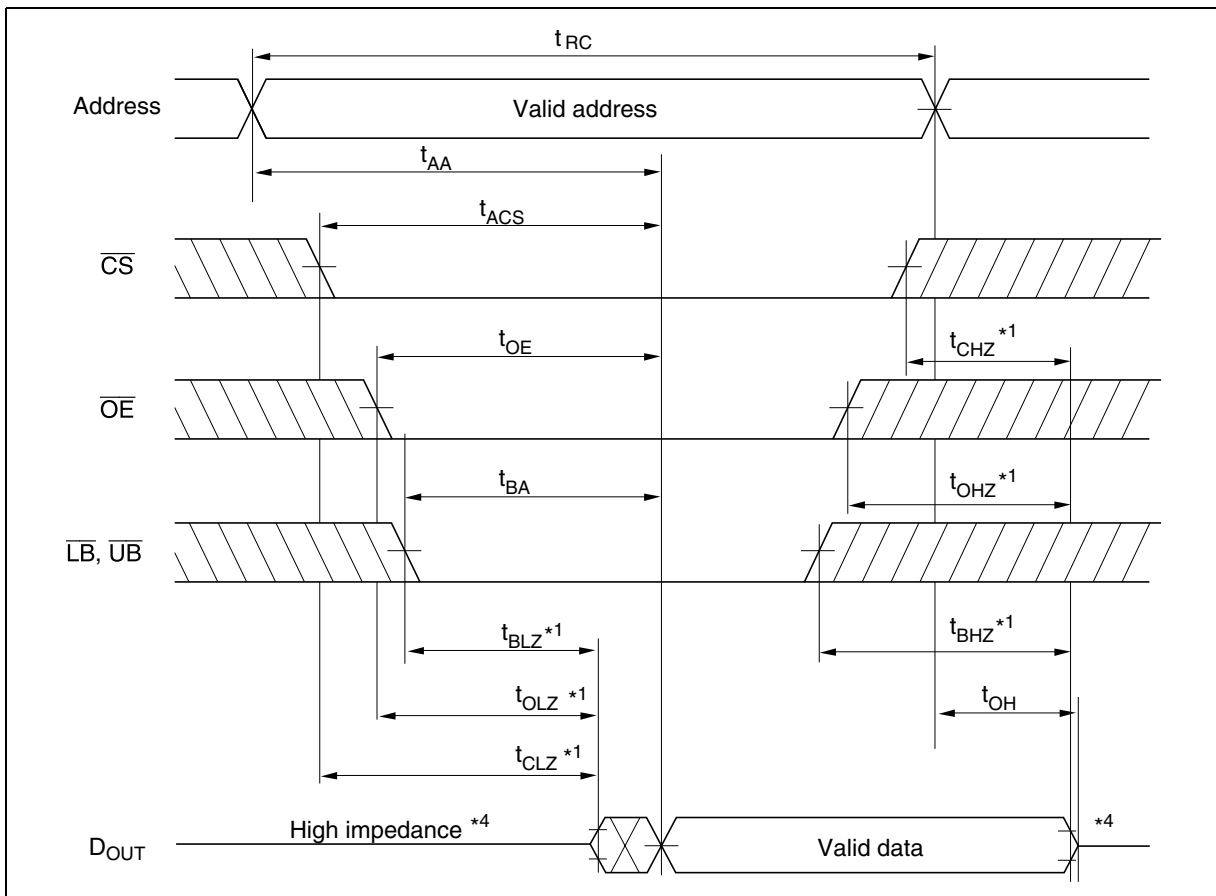 tRC
Address
Valid address
tAA
tACS
CS
tOE
tCHZ *1
OE
tBA
tOHZ *1
LB, UB
tBLZ *1
tBHZ *1
tOLZ *1
tOH
tCLZ *1
High impedance *4
*4
DOUT
Valid data